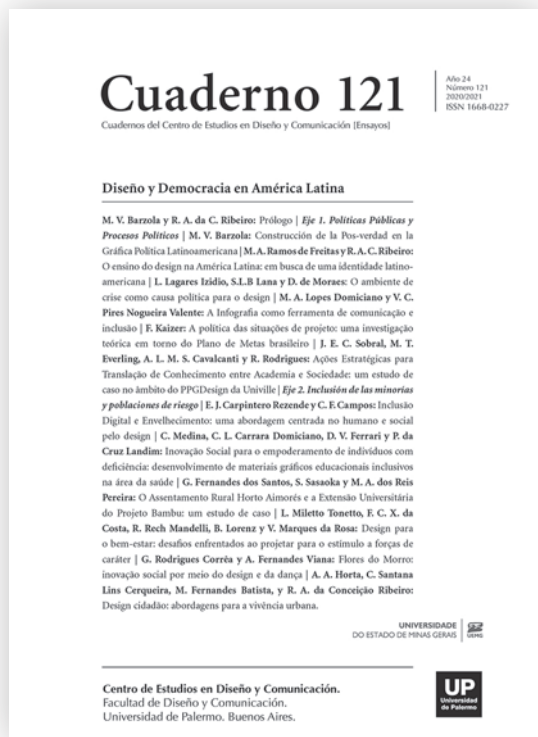 Cuaderno 121
Cuadernos del Centro de Estudios en Diseño y Comunicación [Ensayos]
Año 24
Número 121
2020/2021
ISSN 1668-0227
Diseño y Democracia en América Latina
M. V. Barzola y R. A. da C. Ribeiro: Prólogo | Eje 1. Políticas Públicas y
Procesos Políticos | M. V. Barzola: Construcción de la Pos-verdad en la
Gráfica Política Latinoamericana | M. A. Ramos de Freitas y R. A. C. Ribeiro:
O ensino do design na América Latina: em busca de uma identidade latino-
americana | L. Lagares Izidio, S.L.B Lana y D. de Moraes: O ambiente de
crise como causa política para o design | M. A. Lopes Domiciano y V. C.
Pires Nogueira Valente: A Infografia como ferramenta de comunicação e
inclusão | F. Kaizer: A política das situações de projeto: uma investigação
teórica em torno do Plano de Metas brasileiro | J. E. C. Sobral, M. T.
Everling, A. L. M. S. Cavalcanti y R. Rodrigues: Ações Estratégicas para
Translação de Conhecimento entre Academia e Sociedade: um estudo de
caso no âmbito do PPGDesign da Univille | Eje 2. Inclusión de las minorias
y poblaciones de riesgo | E. J. Carpintero Rezende y C. F. Campos: Inclusão
Digital e Envelhecimento: uma abordagem centrada no humano e social
pelo design | C. Medina, C. L. Carrara Domiciano, D. V. Ferrari y P. da
Cruz Landim: Inovação Social para o empoderamento de indivíduos com
deficiência: desenvolvimento de materiais gráficos educacionais inclusivos
na área da saúde | G. Fernandes dos Santos, S. Sasaoka y M. A. dos Reis
Pereira: O Assentamento Rural Horto Aimorés e a Extensão Universitária
do Projeto Bambu: um estudo de caso | L. Miletto Tonetto, F. C. X. da
Costa, R. Rech Mandelli, B. Lorenz y V. Marques da Rosa: Design para
o bem-estar: desafios enfrentados ao projetar para o estímulo a forças de
caráter | G. Rodrigues Corrêa y A. Fernandes Viana: Flores do Morro:
inovação social por meio do design e da dança | A. A. Horta, C. Santana
Lins Cerqueira, M. Fernandes Batista, y R. A. da Conceição Ribeiro:
Design cidadão: abordagens para a vivência urbana.
UNIVERSIDADE
DO ESTADO DE MINAS GERAIS
UEMG
Centro de Estudios en Diseño y Comunicación.
Facultad de Diseño y Comunicación.
Universidad de Palermo. Buenos Aires.
UP
Universidad
de Palermo